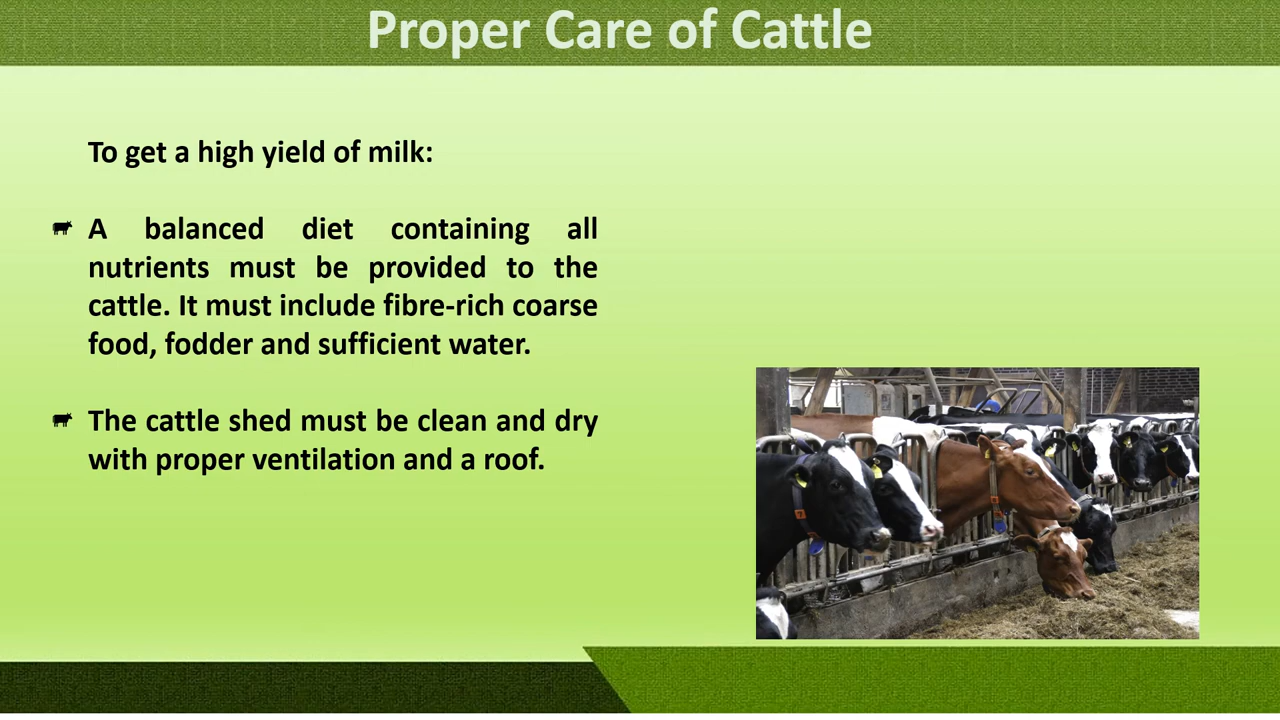 Proper Care of Cattle
To get a high yield of milk:
A balanced diet containing all
nutrients must be provided to the
cattle. It must include fibre-rich coarse
food, fodder and sufficient water.
The cattle shed must be clean and dry
with proper ventilation and a roof.